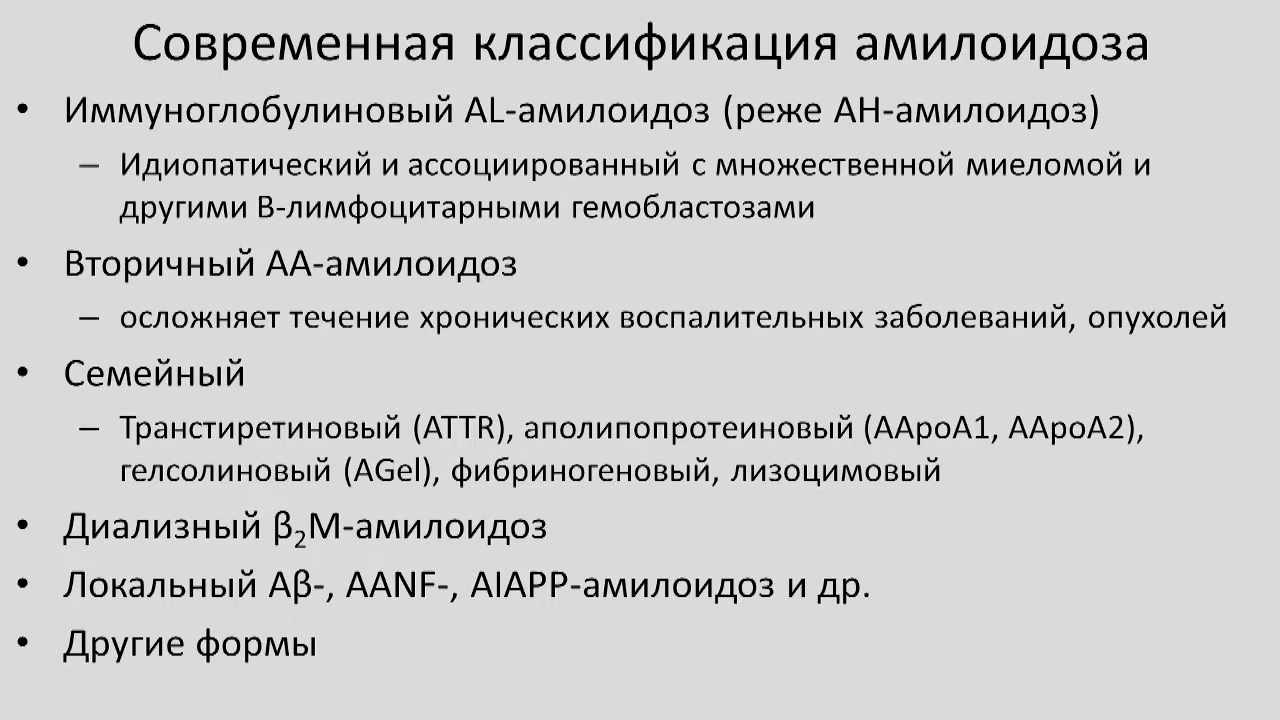 Современная классификация амилоидоза
• Иммуноглобулиновый AL-амилоидоз (реже AH-амилоидоз)
– Идиопатический и ассоциированный с множественной миеломой и
другими В-лимфоцитарными гемобластозами
• Вторичный АА-амилоидоз
– осложняет течение хронических воспалительных заболеваний, опухолей
• Семейный
– Транстиретиновый (ATTR), аполипопротеиновый (AApoA1, AApoA2),
гелсолиновый (AGel), фибриногеновый, лизоцимовый
• Диализный β₂М-амилоидоз
• Локальный Aβ-, AANF-, AIAPP-амилоидоз и др.
• Другие формы